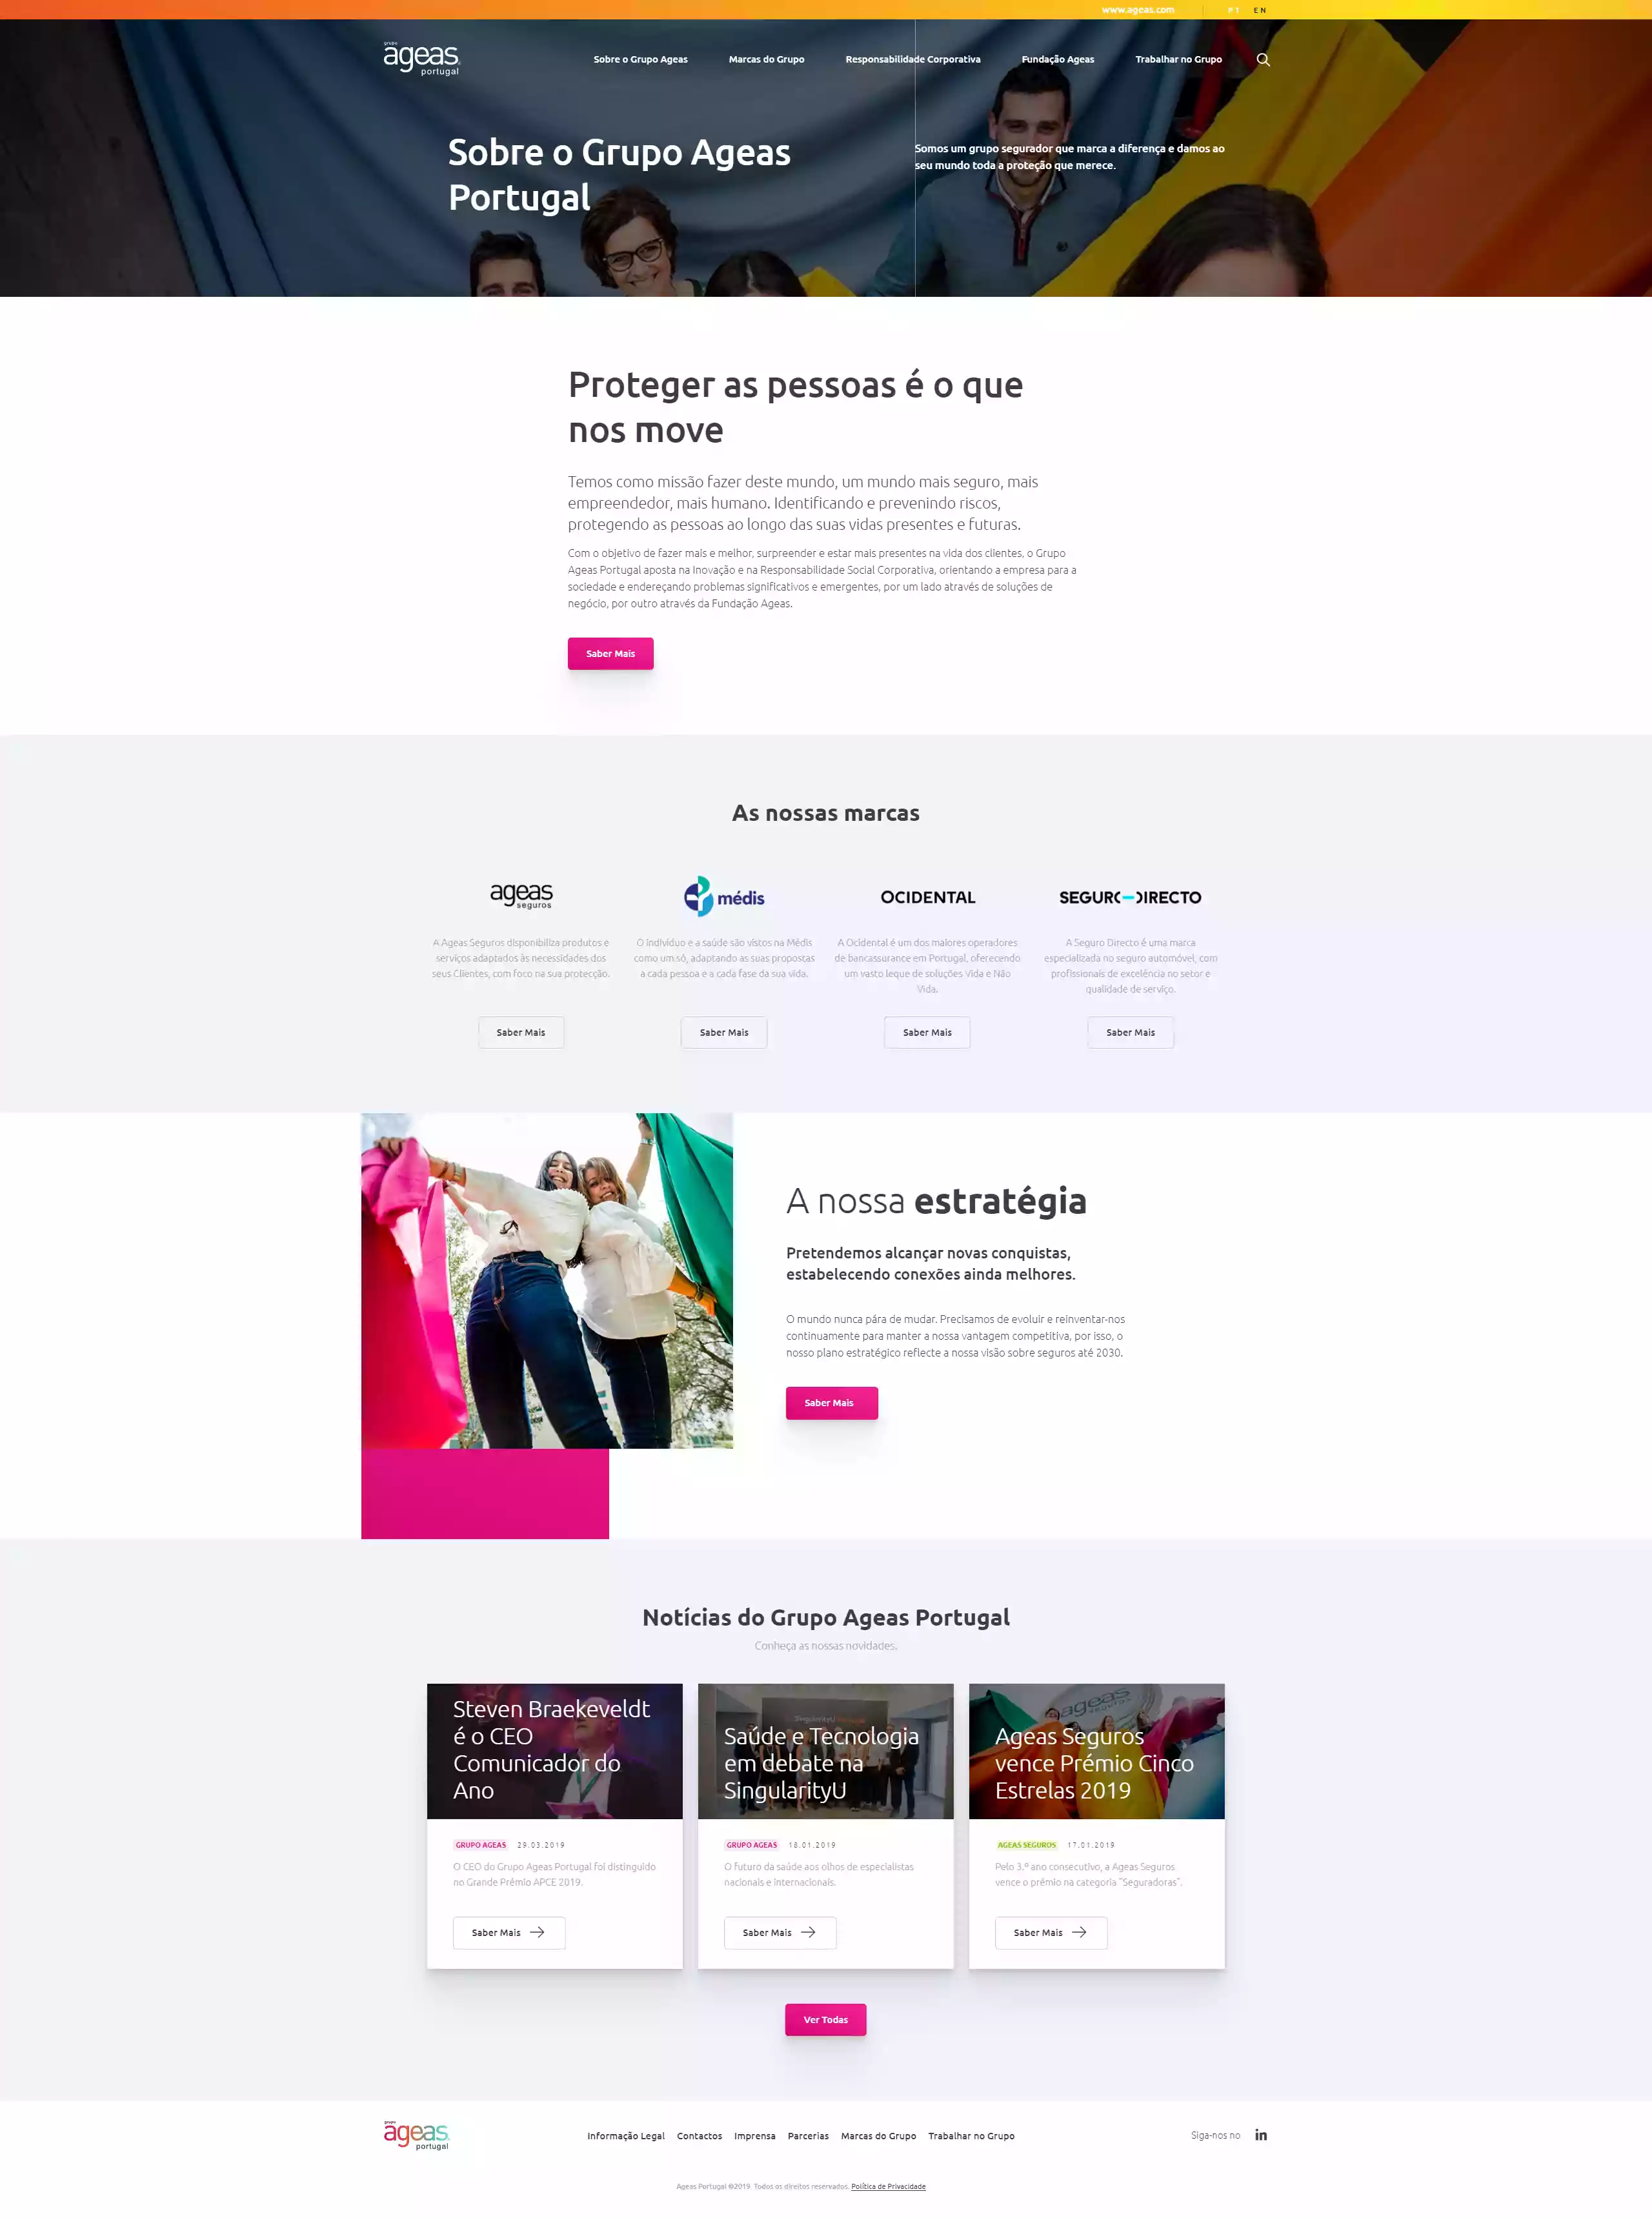 www.ageas.com
PT EN
grupo
ageas
portugal
Sobre o Grupo Ageas
Marcas do Grupo
Responsabilidade Corporativa
Fundação Ageas
Trabalhar no Grupo
Sobre o Grupo Ageas
Portugal
Somos um grupo segurador que marca a diferença e damos ao
seu mundo toda a proteção que merece.
Proteger as pessoas é o que
nos move
Temos como missão fazer deste mundo, um mundo mais seguro, mais
empreendedor, mais humano. Identificando e prevenindo riscos,
protegendo as pessoas ao longo das suas vidas presentes e futuras.
Com o objetivo de fazer mais e melhor, surpreender e estar mais presentes na vida dos clientes, o Grupo
Ageas Portugal aposta na Inovação e na Responsabilidade Social Corporativa, orientando a empresa para a
sociedade e endereçando problemas significativos e emergentes, por um lado através de soluções de
negócio, por outro através da Fundação Ageas.
Saber Mais
As nossas marcas
ageas
seguros
A Ageas Seguros disponibiliza produtos e
serviços adaptados às necessidades dos
seus Clientes, com foco na sua protecção.
Saber Mais
médis
O indivíduo e a saúde são vistos na Médis
como um só, adaptando as suas propostas
a cada pessoa e a cada fase da sua vida.
Saber Mais
OCIDENTAL
A Ocidental é um dos maiores operadores
de bancassurance em Portugal, oferecendo
um vasto leque de soluções Vida e Não
Vida.
Saber Mais
SEGURO DIRECTO
A Seguro Directo é uma marca
especializada no seguro automóvel, com
profissionais de excelência no setor e
qualidade de serviço.
Saber Mais
A nossa estratégia
Pretendemos alcançar novas conquistas,
estabelecendo conexões ainda melhores.
O mundo nunca pára de mudar. Precisamos de evoluir e reinventar-nos
continuamente para manter a nossa vantagem competitiva, por isso, o
nosso plano estratégico reflecte a nossa visão sobre seguros até 2030.
Saber Mais
Notícias do Grupo Ageas Portugal
Conheça as nossas novidades.
Steven Braekeveldt
é o CEO
Comunicador do
Ano
GRUPO AGEAS 29.03.2019
O CEO do Grupo Ageas Portugal foi distinguido
no Grande Prémio APCE 2019.
Saber Mais
SingularityU
Saúde e Tecnologia
em debate na
SingularityU
GRUPO AGEAS 18.01.2019
O futuro da saúde aos olhos de especialistas
nacionais e internacionais.
Saber Mais
ageas
seguros
Ageas Seguros
vence Prémio Cinco
Estrelas 2019
AGEAS SEGUROS 17.01.2019
Pelo 3.º ano consecutivo, a Ageas Seguros
vence o prémio na categoria "Seguradoras".
Saber Mais
Ver Todas
grupo
ageas
portugal
Informação Legal
Contactos
Imprensa
Parcerias
Marcas do Grupo
Trabalhar no Grupo
Siga-nos no
in
Ageas Portugal ©2019. Todos os direitos reservados. Política de Privacidade